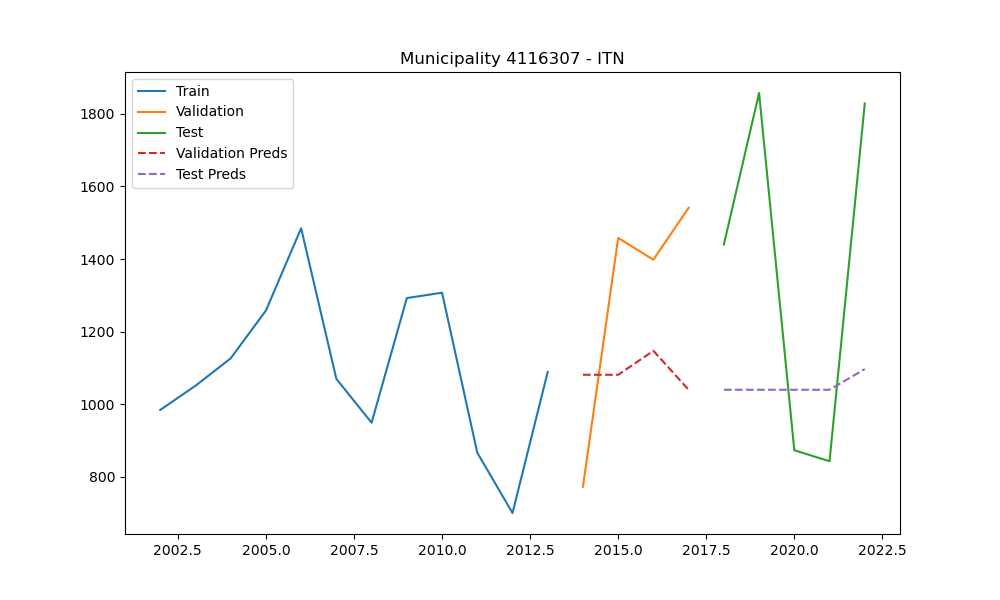 Municipality 4116307 - ITN
Train
Validation
Test
Validation Preds
Test Preds
1800
1600
1400
1200
1000
800
2002.5 2005.0 2007.5 2010.0 2012.5 2015.0 2017.5 2020.0 2022.5